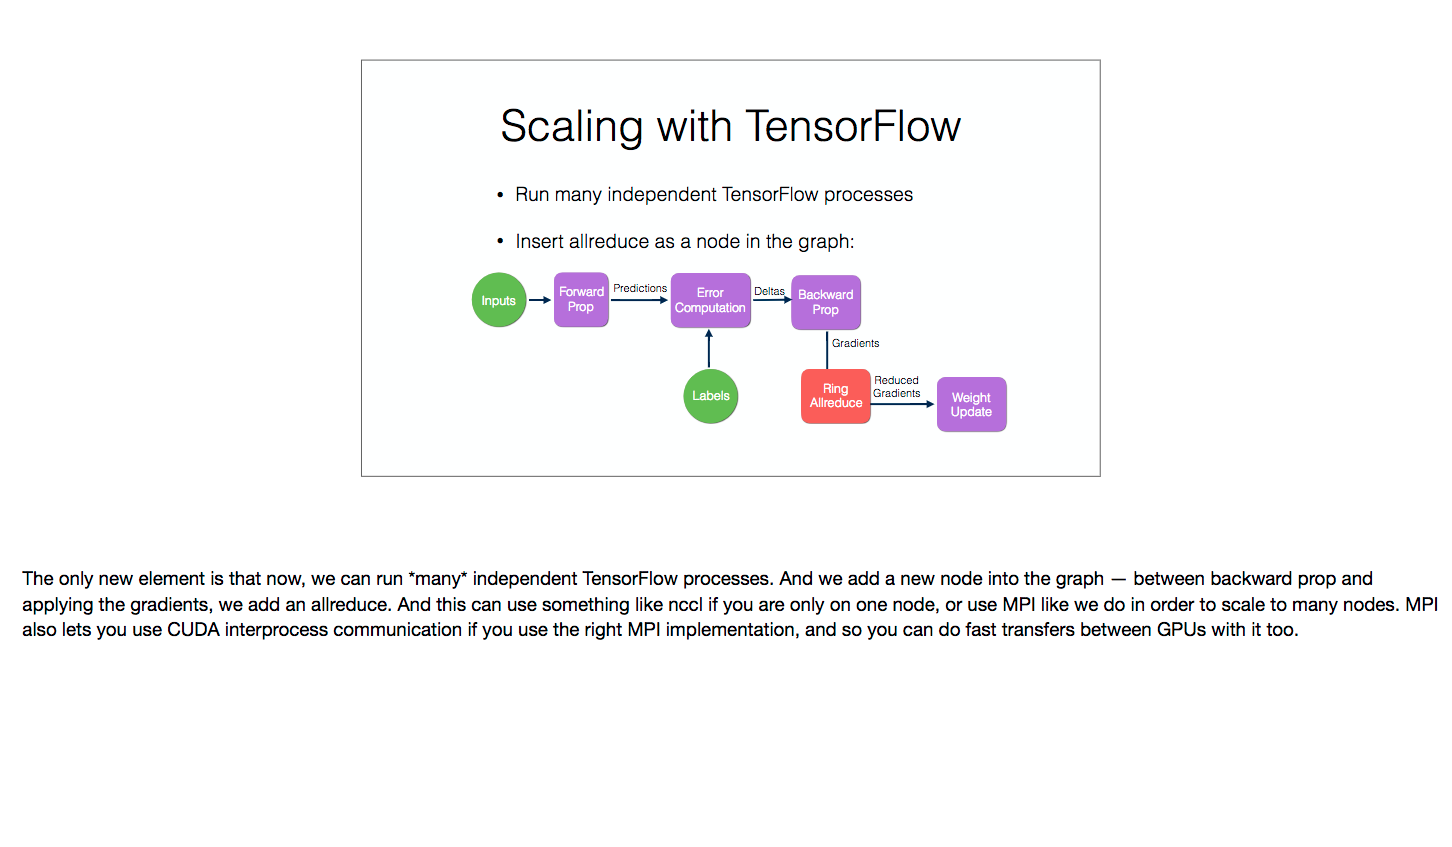 Scaling with TensorFlow
• Run many independent TensorFlow processes
• Insert allreduce as a node in the graph:
Inputs
Forward
Prop
Predictions
Error
Computation
Deltas
Backward
Prop
Gradients
Labels
Ring
Allreduce
Reduced
Gradients
Weight
Update
The only new element is that now, we can run *many* independent TensorFlow processes. And we add a new node into the graph — between backward prop and
applying the gradients, we add an allreduce. And this can use something like nccl if you are only on one node, or use MPI like we do in order to scale to many nodes. MPI
also lets you use CUDA interprocess communication if you use the right MPI implementation, and so you can do fast transfers between GPUs with it too.